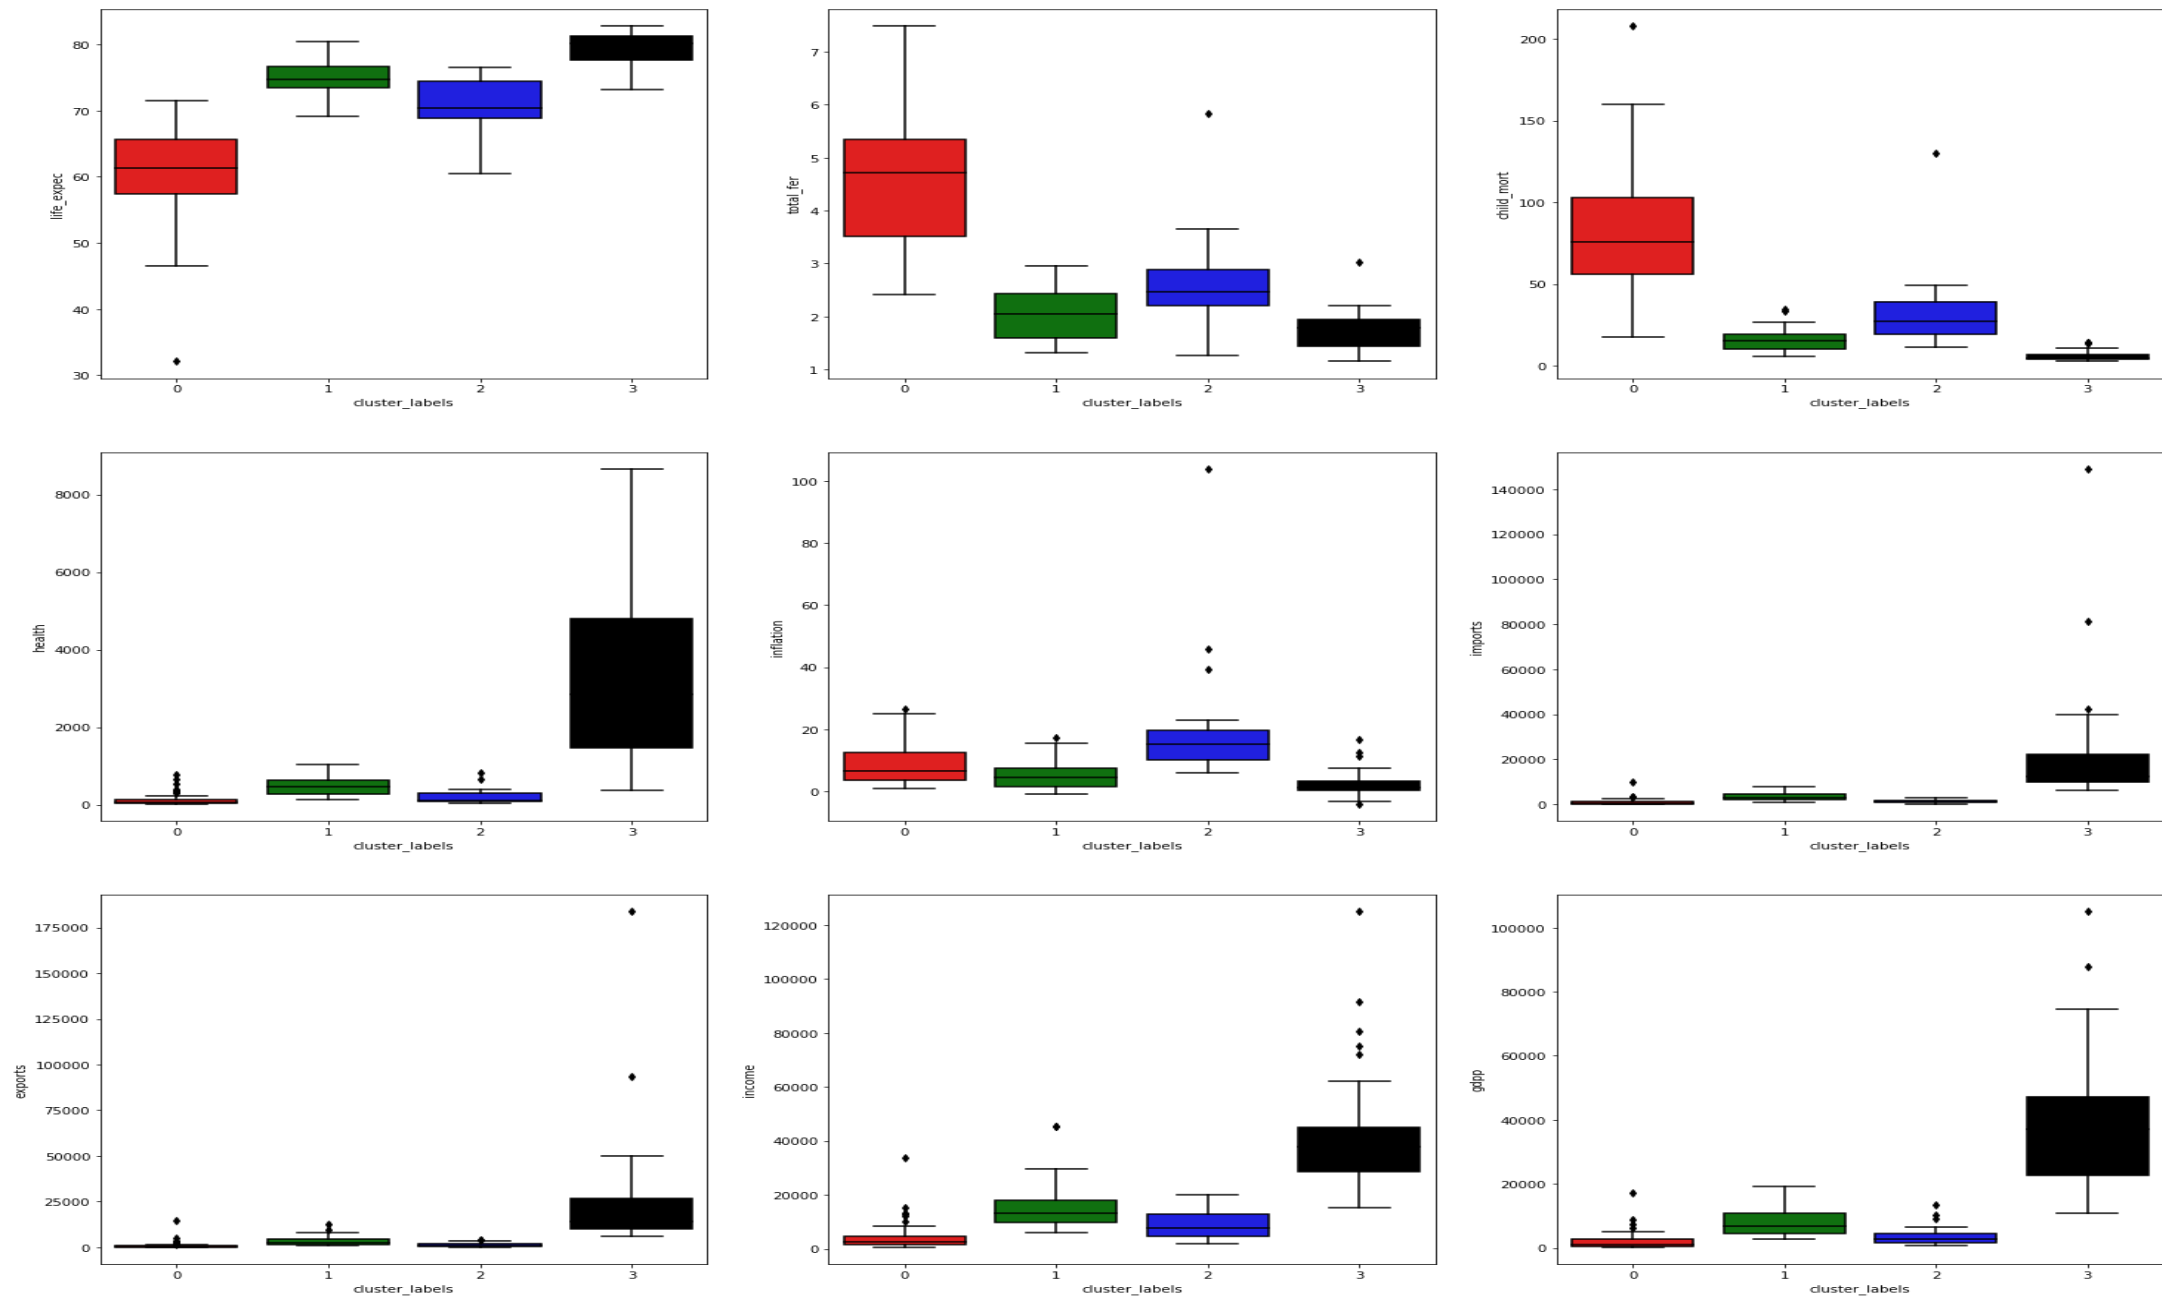 life_expec
80
70
60
50
40
30
0 1 2 3
cluster_labels
total_fer
7
6
5
4
3
2
1
0 1 2 3
cluster_labels
child_mort
200
150
100
50
0
0 1 2 3
cluster_labels
health
8000
6000
4000
2000
0
0 1 2 3
cluster_labels
inflation
100
80
60
40
20
0
0 1 2 3
cluster_labels
imports
140000
120000
100000
80000
60000
40000
20000
0
0 1 2 3
cluster_labels
exports
175000
150000
125000
100000
75000
50000
25000
0
0 1 2 3
cluster_labels
income
120000
100000
80000
60000
40000
20000
0
0 1 2 3
cluster_labels
gdpp
100000
80000
60000
40000
20000
0
0 1 2 3
cluster_labels